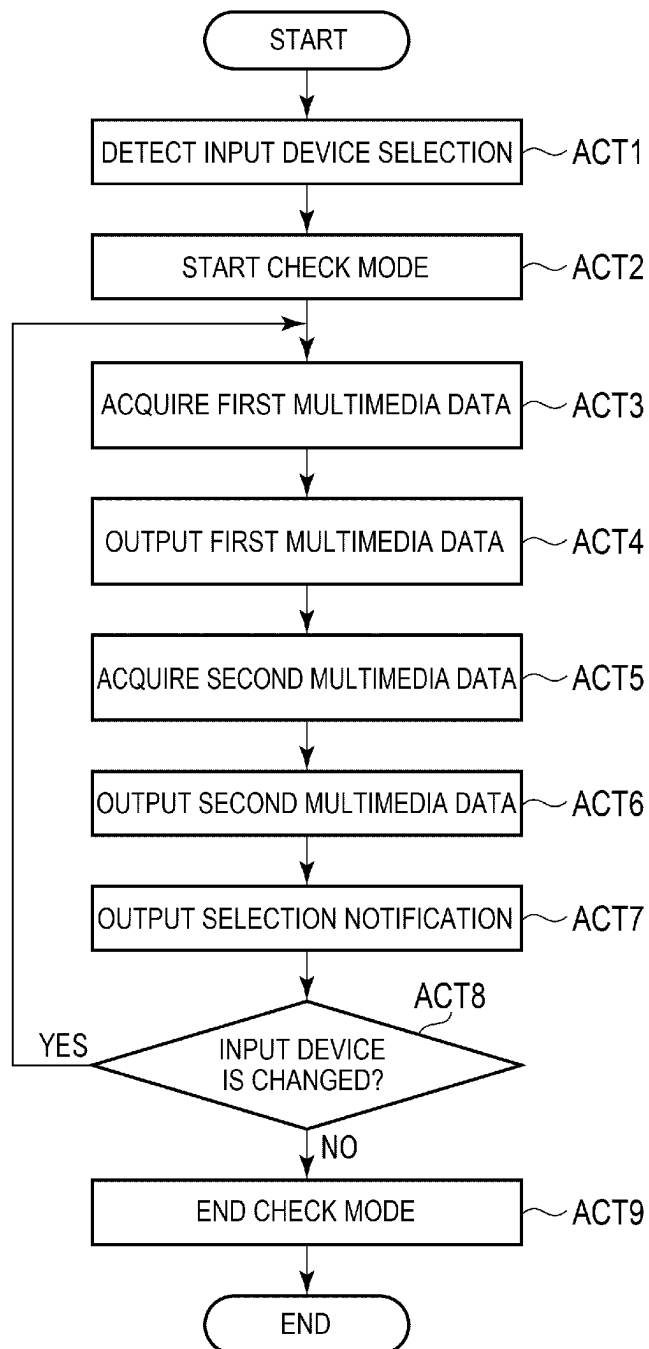 START
DETECT INPUT DEVICE SELECTION
ACT1
START CHECK MODE
ACT2
ACQUIRE FIRST MULTIMEDIA DATA
ACT3
OUTPUT FIRST MULTIMEDIA DATA
ACT4
ACQUIRE SECOND MULTIMEDIA DATA
ACT5
OUTPUT SECOND MULTIMEDIA DATA
ACT6
OUTPUT SELECTION NOTIFICATION
ACT7
ACT8
YES
INPUT DEVICE
IS CHANGED?
NO
END CHECK MODE
ACT9
END